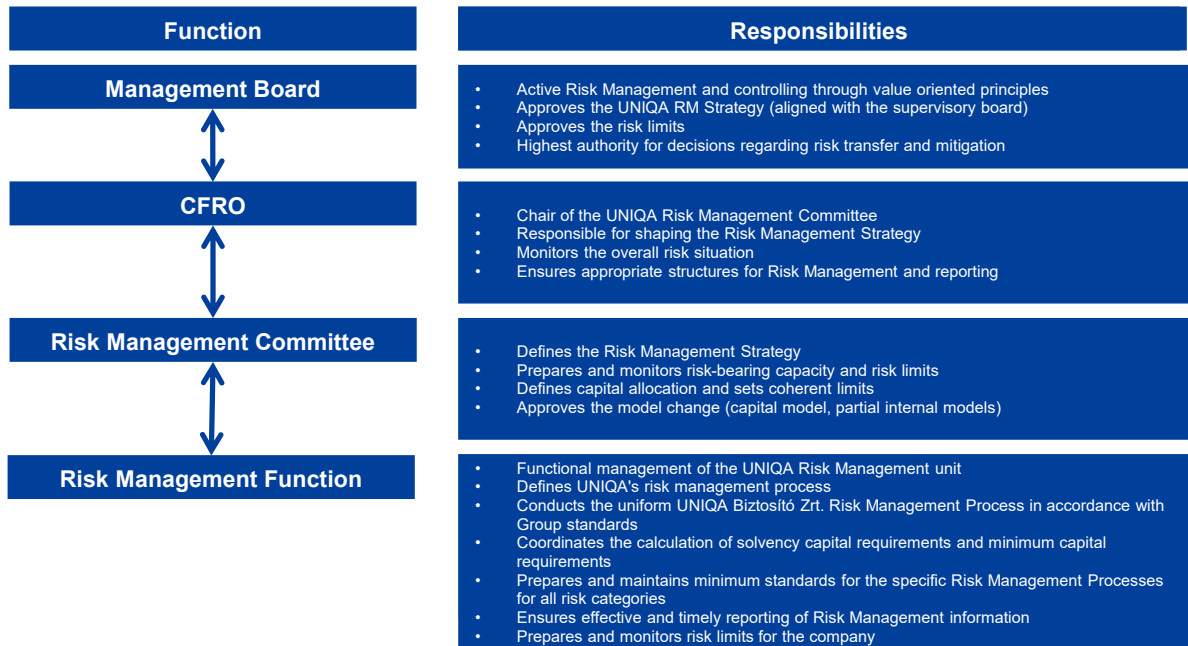 Function
Responsibilities
Management Board
• Active Risk Management and controlling through value oriented principles
• Approves the UNIQA RM Strategy (aligned with the supervisory board)
• Approves the risk limits
• Highest authority for decisions regarding risk transfer and mitigation
CFRO
• Chair of the UNIQA Risk Management Committee
• Responsible for shaping the Risk Management Strategy
• Monitors the overall risk situation
• Ensures appropriate structures for Risk Management and reporting
Risk Management Committee
• Defines the Risk Management Strategy
• Prepares and monitors risk-bearing capacity and risk limits
• Defines capital allocation and sets coherent limits
• Approves the model change (capital model, partial internal models)
Risk Management Function
• Functional management of the UNIQA Risk Management unit
• Defines UNIQA's risk management process
• Conducts the uniform UNIQA Biztosító Zrt. Risk Management Process in accordance with
Group standards
• Coordinates the calculation of solvency capital requirements and minimum capital
requirements
• Prepares and maintains minimum standards for the specific Risk Management Processes
for all risk categories
• Ensures effective and timely reporting of Risk Management information
• Prepares and monitors risk limits for the company